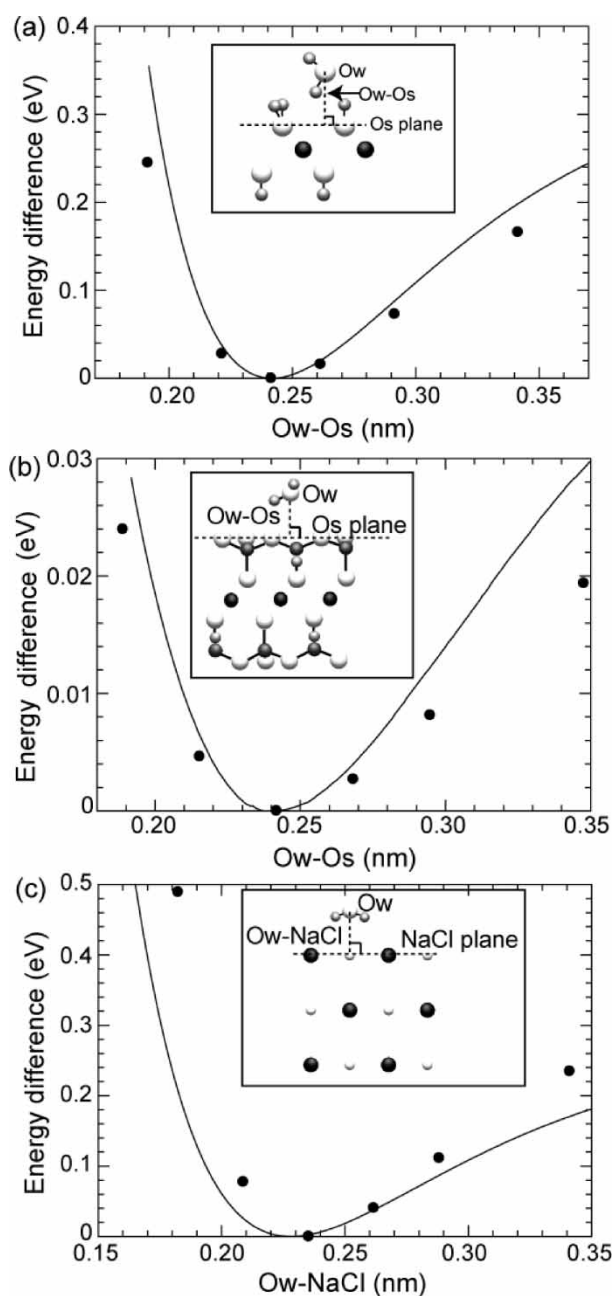 (a)
Energy difference (eV)
0.4
0.3
0.2
0.1
0
Ow
Ow-Os
Os plane
0.20 0.25 0.30 0.35
Ow-Os (nm)
(b)
Energy difference (eV)
0.03
0.02
0.01
0
Ow
Ow-Os
Os plane
0.20 0.25 0.30 0.35
Ow-Os (nm)
(c)
Energy difference (eV)
0.5
0.4
0.3
0.2
0.1
0
Ow
Ow-NaCl
NaCl plane
0.15 0.20 0.25 0.30 0.35
Ow-NaCl (nm)